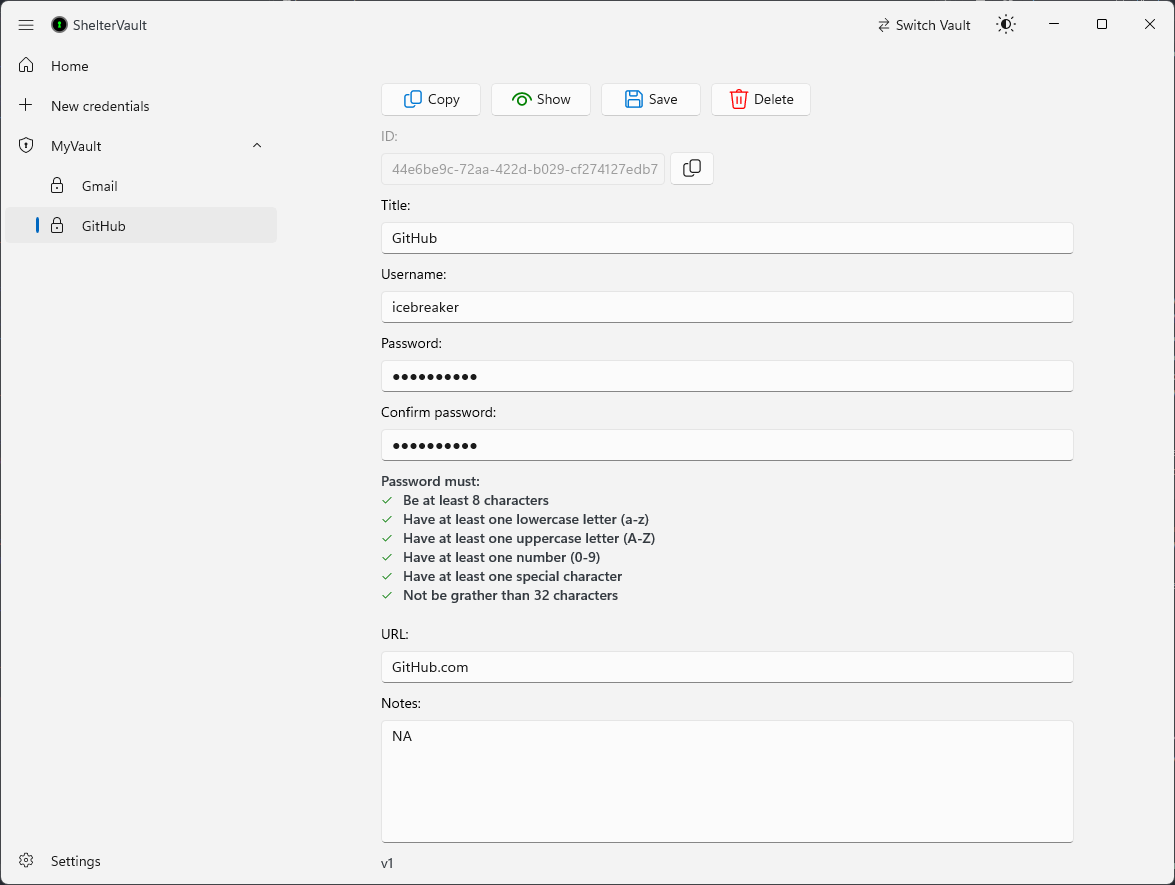 ShelterVault
Switch Vault
Home
New credentials
MyVault
Gmail
GitHub
Settings
Copy
Show
Save
Delete
ID:
44e6be9c-72aa-422d-b029-cf274127edb7
Title:
GitHub
Username:
icebreaker
Password:
●●●●●●●●●●
Confirm password:
●●●●●●●●●●
Password must:
Be at least 8 characters
Have at least one lowercase letter (a-z)
Have at least one uppercase letter (A-Z)
Have at least one number (0-9)
Have at least one special character
Not be grather than 32 characters
URL:
GitHub.com
Notes:
NA
v1